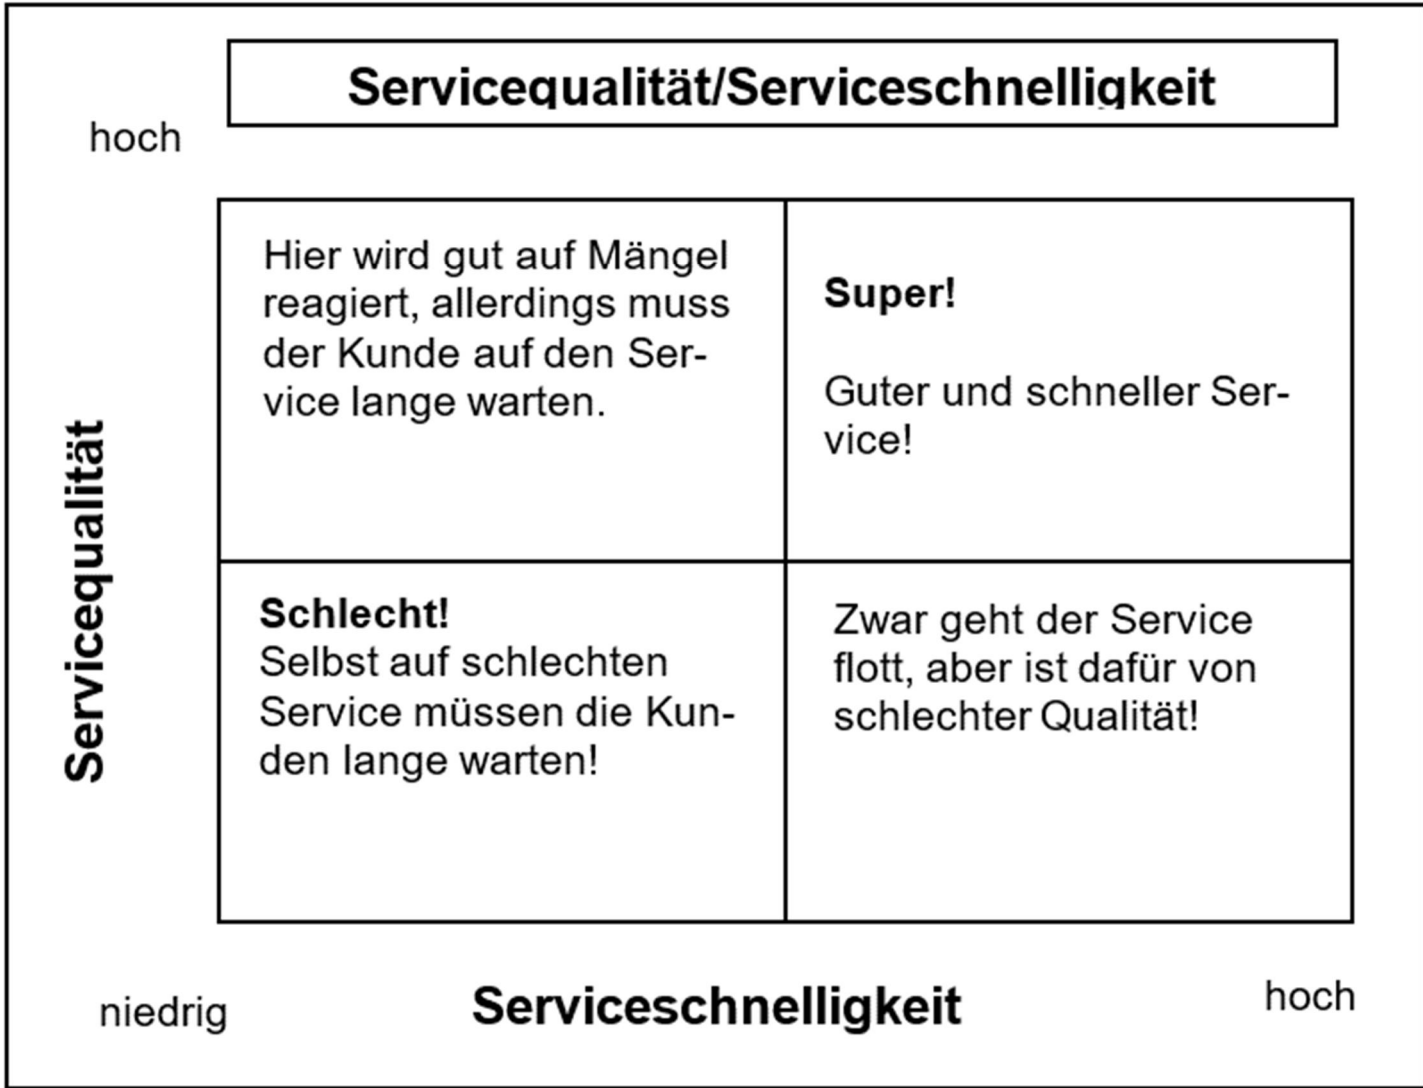 Servicequalität/Serviceschnelligkeit
hoch
Hier wird gut auf Mängel
reagiert, allerdings muss
der Kunde auf den Ser-
vice lange warten.
Super!
Guter und schneller Ser-
vice!
Servicequalität
Schlecht!
Selbst auf schlechten
Service müssen die Kun-
den lange warten!
Zwar geht der Service
flott, aber ist dafür von
schlechter Qualität!
niedrig
Serviceschnelligkeit
hoch